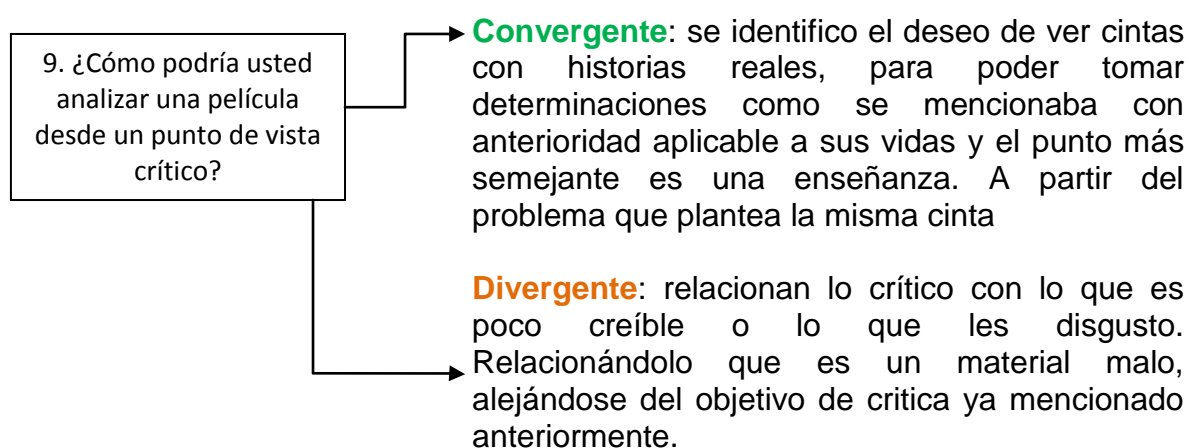 9. ¿Cómo podría usted
analizar una película
desde un punto de vista
crítico?
Convergente: se identifico el deseo de ver cintas
con historias reales, para poder tomar
determinaciones como se mencionaba con
anterioridad aplicable a sus vidas y el punto más
semejante es una enseñanza. A partir del
problema que plantea la misma cinta
Divergente: relacionan lo crítico con lo que es
poco creíble o lo que les disgusto.
Relacionándolo que es un material malo,
alejándose del objetivo de critica ya mencionado
anteriormente.